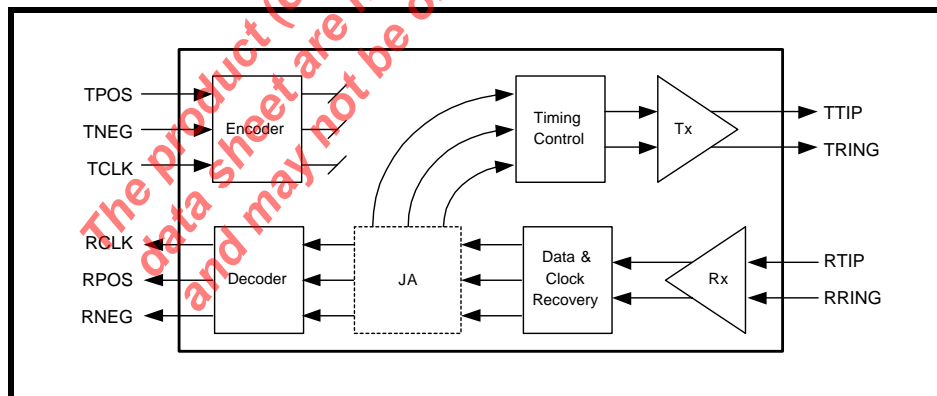 TPOS
TNEG
TCLK
Encoder
Timing
Control
Tx
TTIP
TRING
RCLK
RPOS
RNEG
Decoder
JA
Data &
Clock
Recovery
Rx
RTIP
RRING
The product (
data sheet are
and may not be